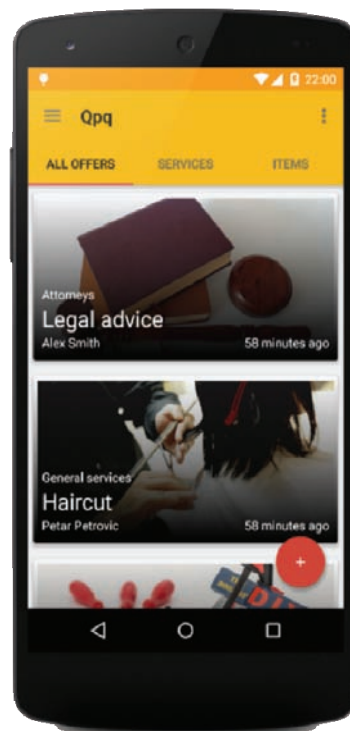 22:00
Qpq
ALL OFFERS SERVICES ITEMS
Attorneys
Legal advice
Alex Smith 58 minutes ago
General services
Haircut
Petar Petrovic 58 minutes ago
+